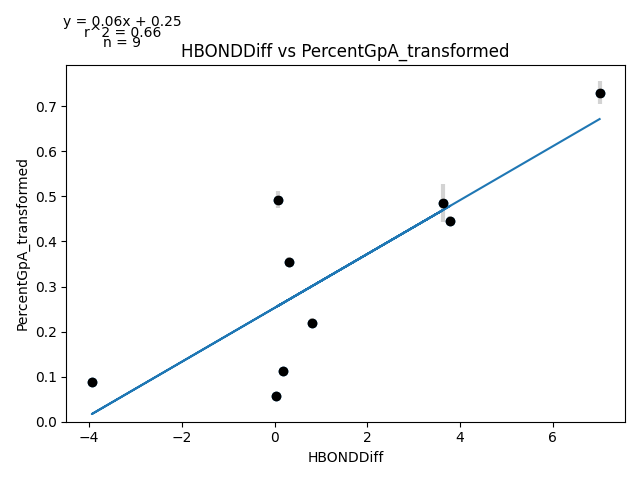 y = 0.06x + 0.25
r^2 = 0.66
n = 9
HBONDDiff vs PercentGpA_transformed
PercentGpA_transformed
0.7
0.6
0.5
0.4
0.3
0.2
0.1
0.0
−4
−2
0
2
4
6
HBONDDiff